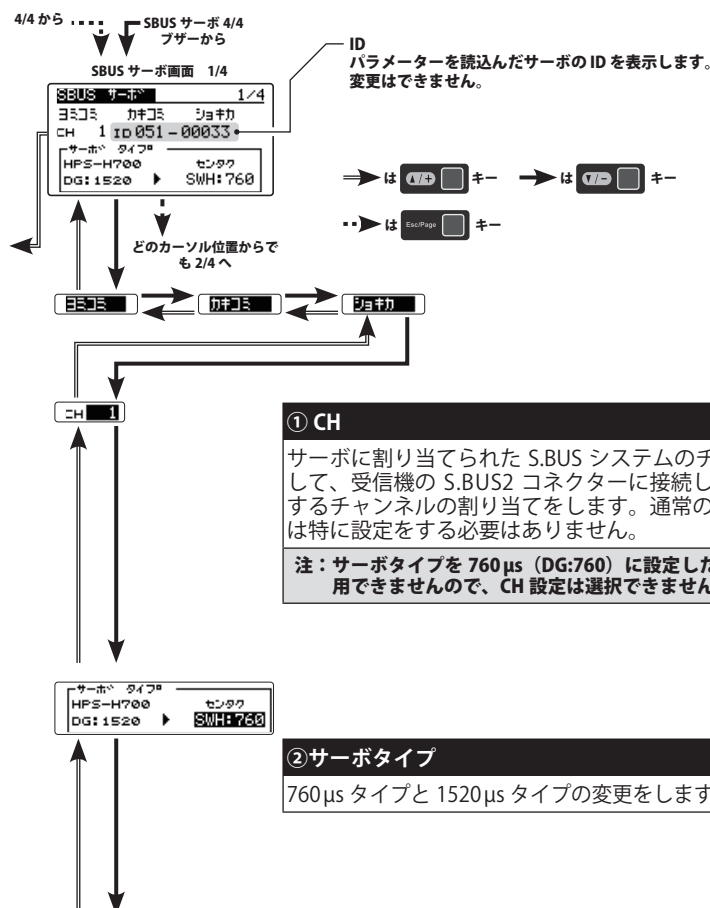 4/4 から
SBUS サーボ 4/4
ブザーから
SBUS サーボ画面 1/4
ID
パラメーターを読込んだサーボの ID を表示します。
変更はできません。
SBUS サーボ 1/4
ヨミコミ カキコミ ショキカ
CH 1 ID 051-00033
サーボ タイプ
HPS-H700 センタク
DG:1520 ▶ SWH:760
は ▲/+ キー
は ▼/- キー
は Esc/Page キー
どのカーソル位置からで
も 2/4 へ
ヨミコミ
カキコミ
ショキカ
CH 1
① CH
サーボに割り当てられた S.BUS システムのチ
して、受信機の S.BUS2 コネクターに接続し
するチャンネルの割り当てをします。通常の
は特に設定をする必要はありません。
注：サーボタイプを 760μs（DG:760）に設定した
用できませんので、CH 設定は選択できません
サーボ タイプ
HPS-H700 センタク
DG:1520 ▶ SWH:760
②サーボタイプ
760μs タイプと 1520μs タイプの変更をします